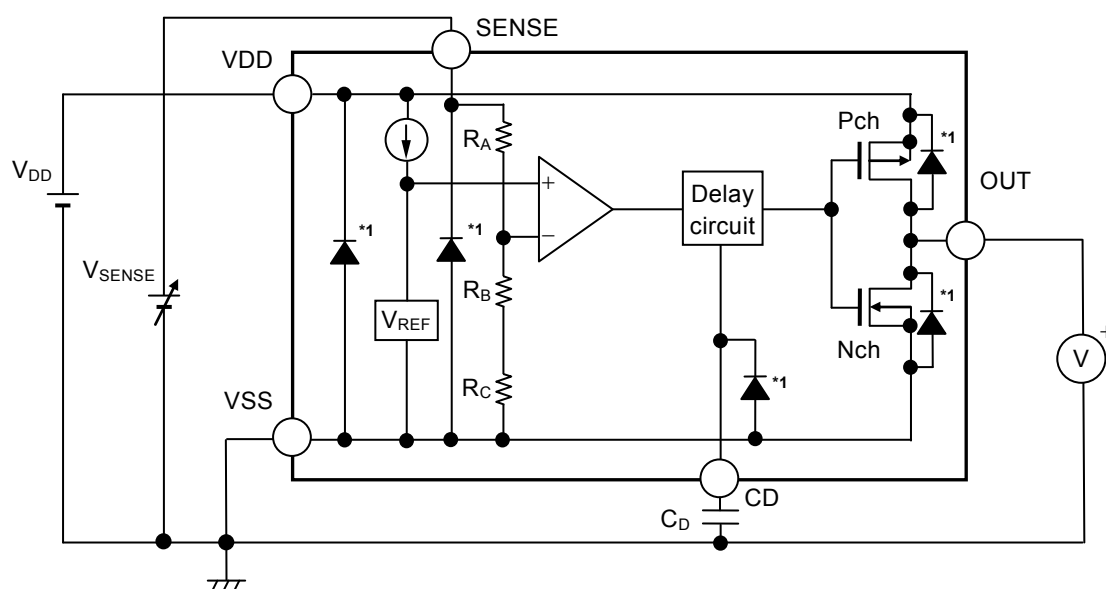 SENSE
VDD
Pch
*1
RA
VDD
+
Delay
circuit
OUT
*1
*1
−
VSENSE
RB
*1
VREF
Nch
+
V
*1
VSS
RC
CD
CD